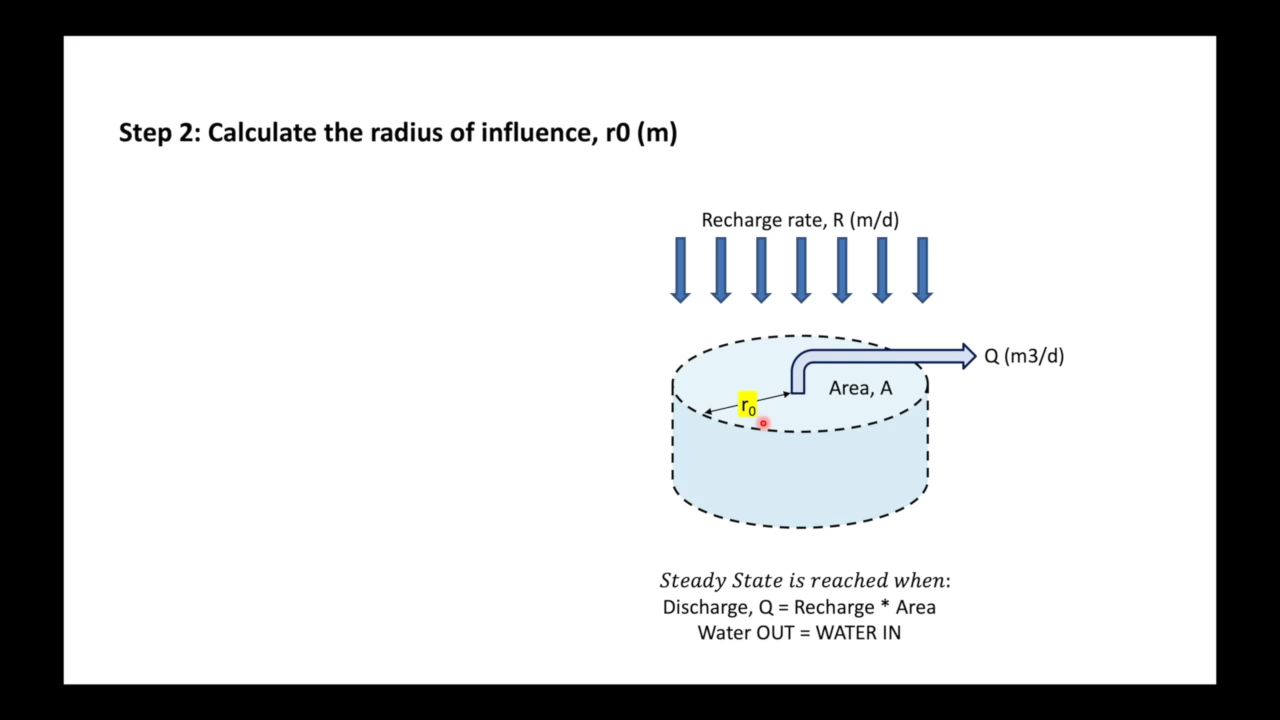 Step 2: Calculate the radius of influence, r0 (m)
Recharge rate, R (m/d)
Q (m3/d)
Area, A
r₀
Steady State is reached when:
Discharge, Q = Recharge * Area
Water OUT = WATER IN